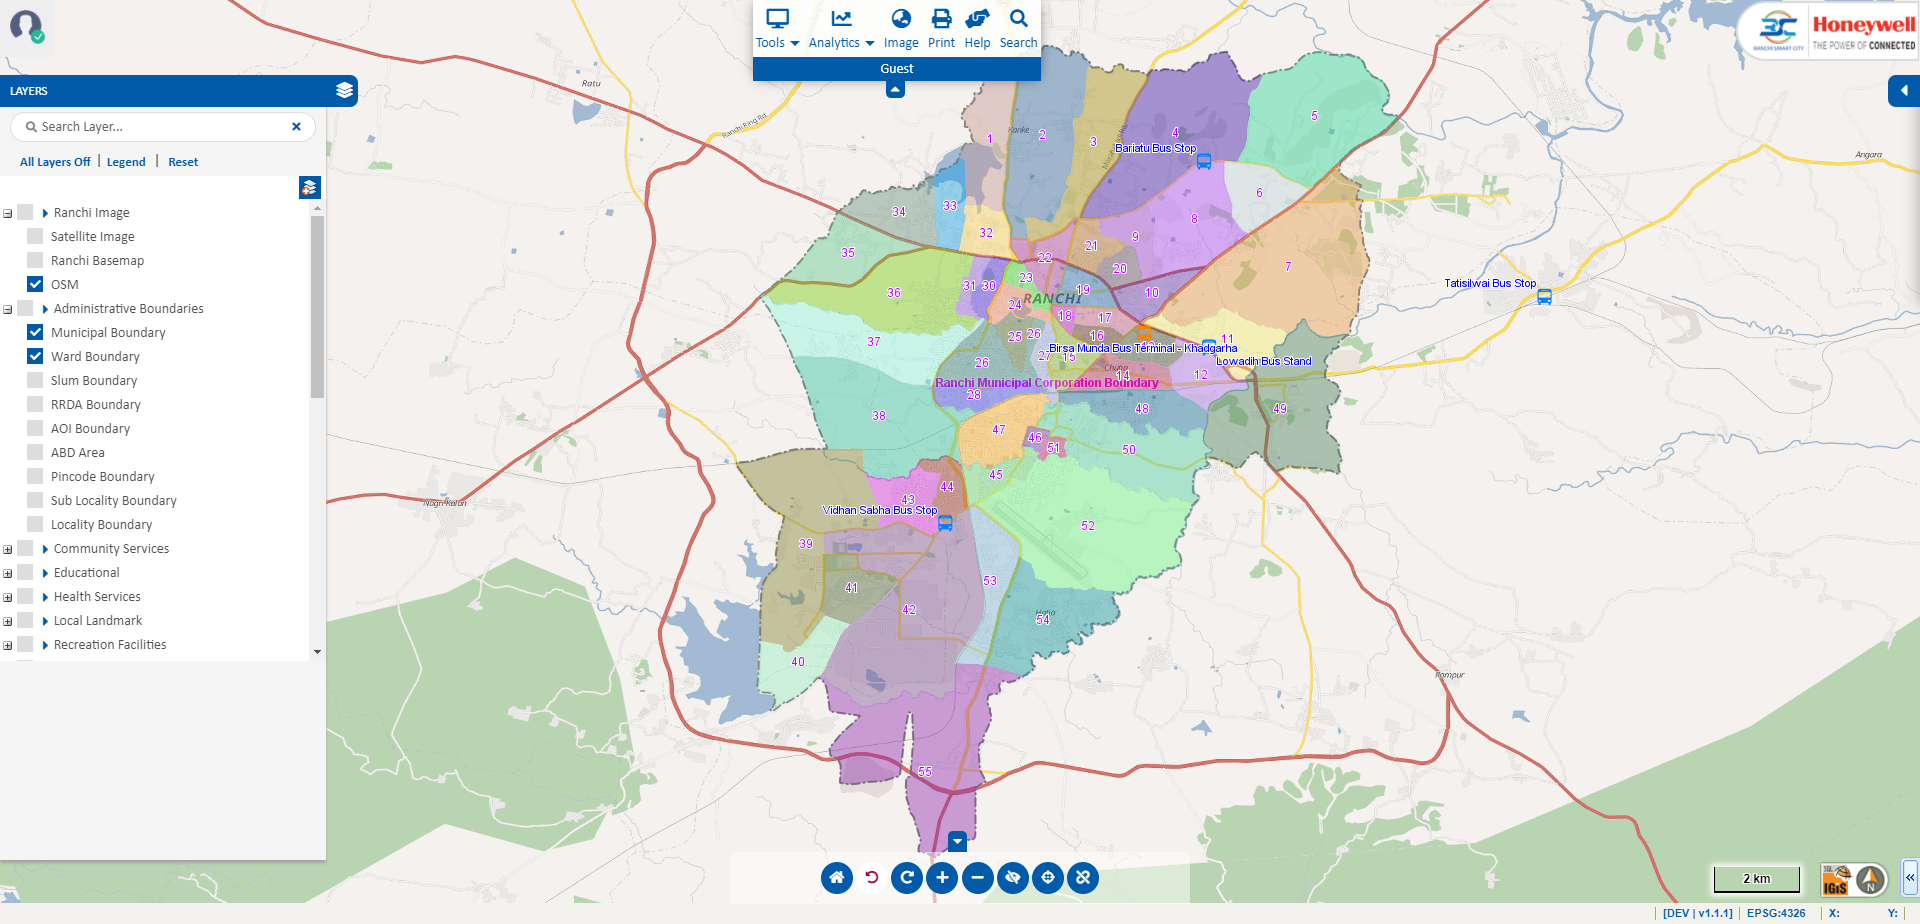 Tools
Analytics
Image
Print
Help
Search
Guest
RANCHI SMART CITY
Honeywell
THE POWER OF CONNECTED
LAYERS
Search Layer...
All Layers Off | Legend | Reset
Ranchi Image
Satellite Image
Ranchi Basemap
OSM
Administrative Boundaries
Municipal Boundary
Ward Boundary
Slum Boundary
RRDA Boundary
AOI Boundary
ABD Area
Pincode Boundary
Sub Locality Boundary
Locality Boundary
Community Services
Educational
Health Services
Local Landmark
Recreation Facilities
Ratu
Ranchi Ring Rd.
Kanke
Angara
1
2
3
4
5
Bariatu Bus Stop
6
7
8
9
10
11
12
14
15
16
17
18
19
20
21
22
23
24
25
26
26
27
28
30
31
32
33
34
35
36
37
38
RANCHI
Tatisilwai Bus Stop
Birsa Munda Bus Terminal - Khadgarha
Lowadih Bus Stand
Chutia
Ranchi Municipal Corporation Boundary
47
46
48
49
50
51
45
44
43
Vidhan Sabha Bus Stop
52
39
41
42
53
54
Hatia
40
55
Nagri Kalan
Rampur
2 km
IGiS
N
[DEV | v1.1.1]
EPSG:4326
X:
Y: